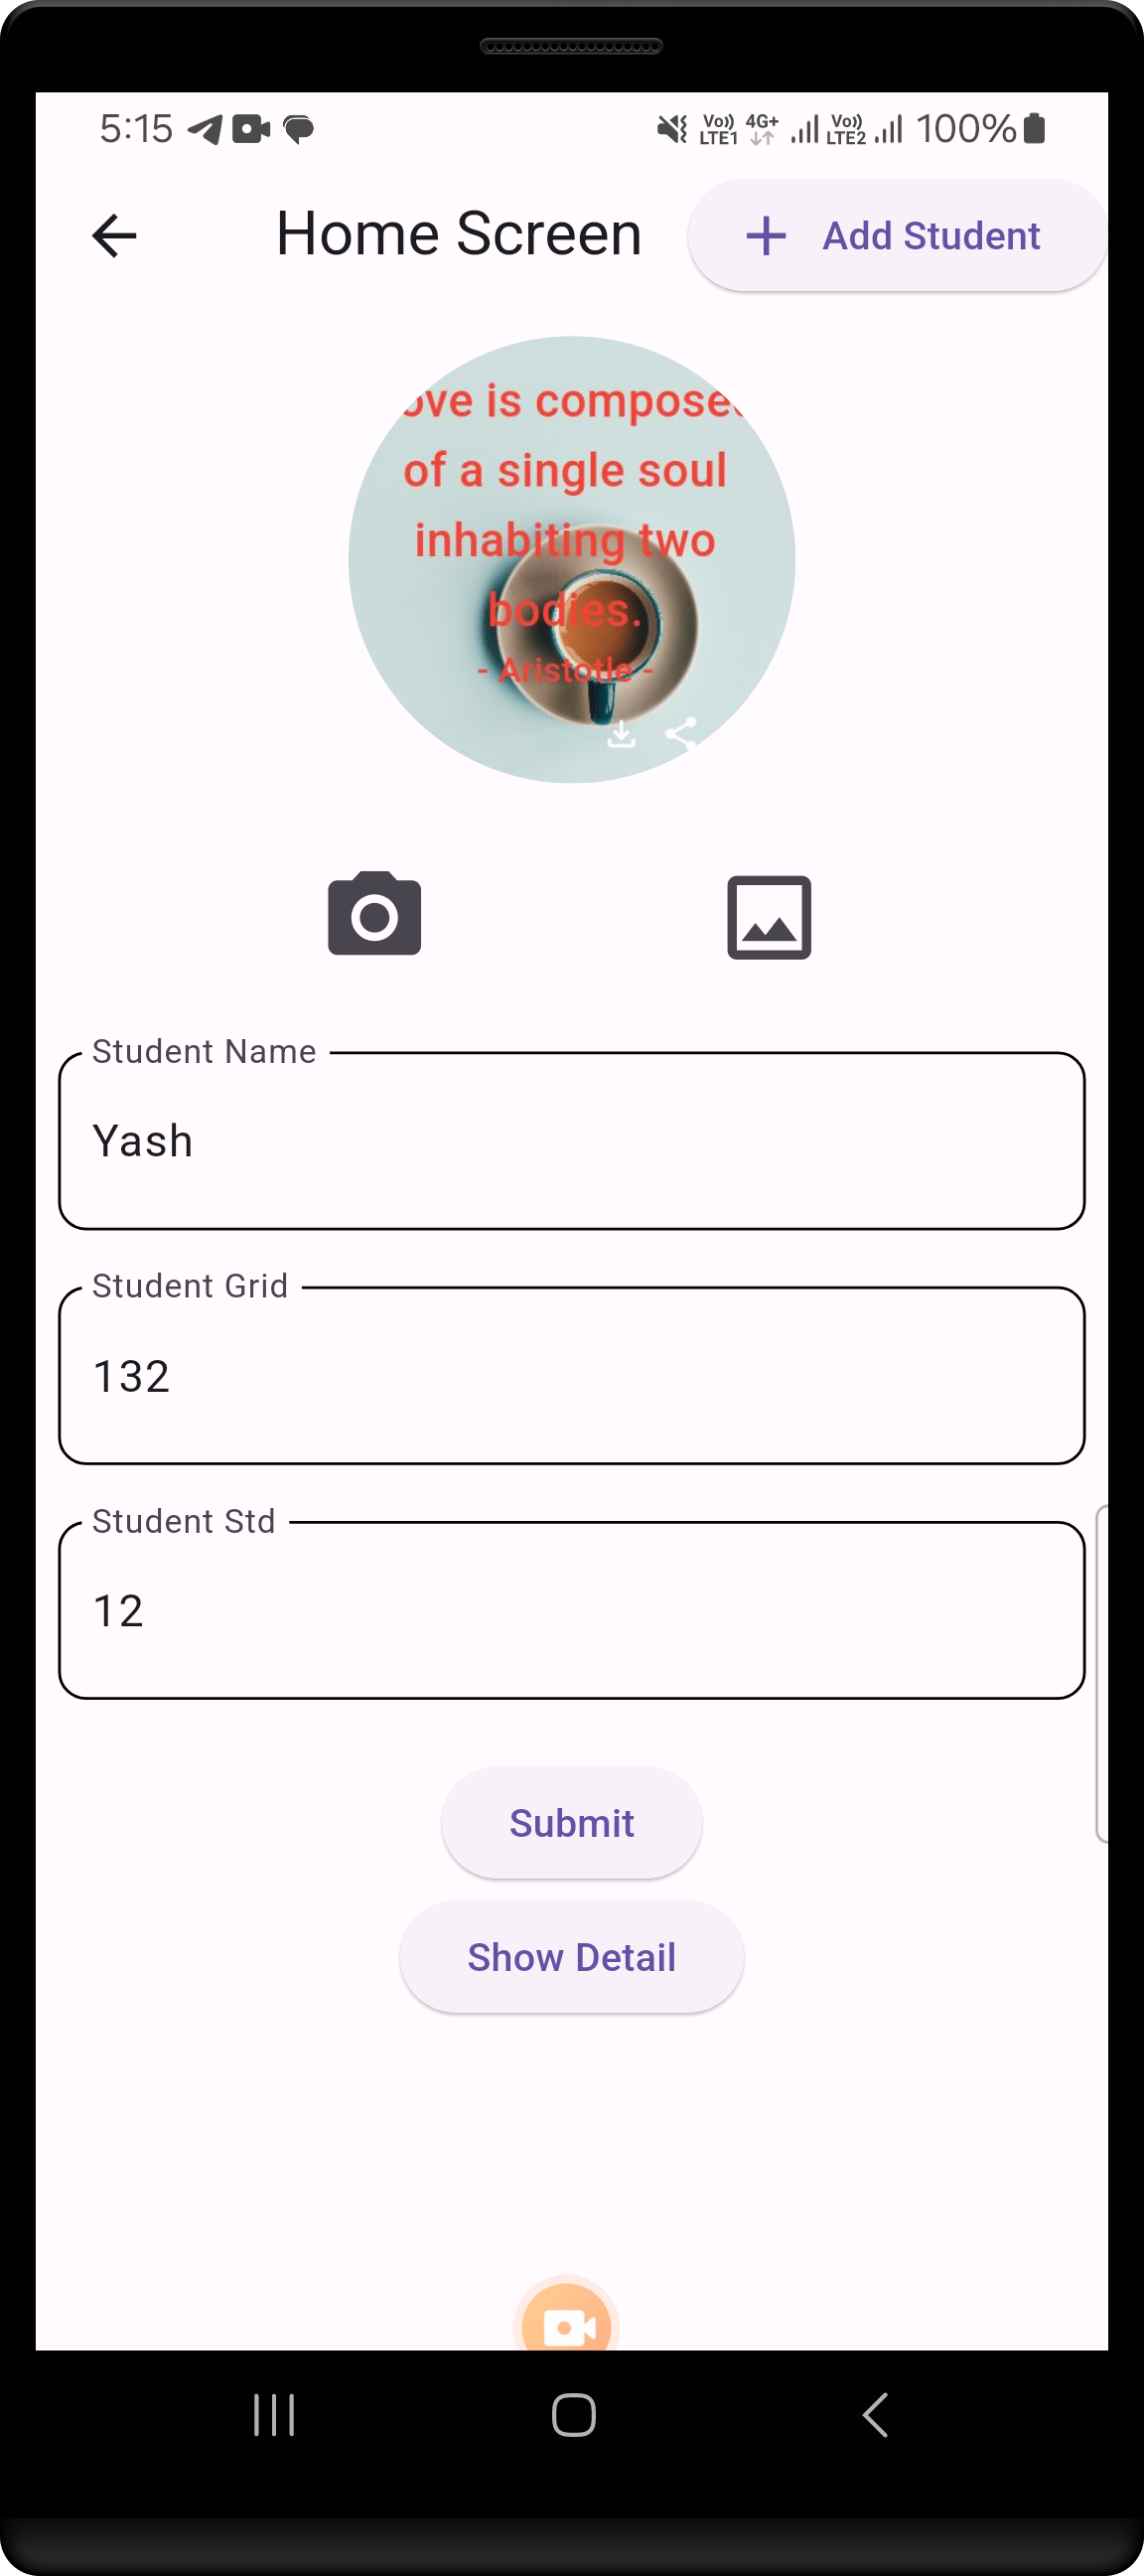 5:15
Vo)) LTE1 4G+ Vo)) LTE2 100%
Home Screen
Add Student
is compose
of a single soul
inhabiting two
bodies.
- Aristotle -
Student Name
Yash
Student Grid
132
Student Std
12
Submit
Show Detail